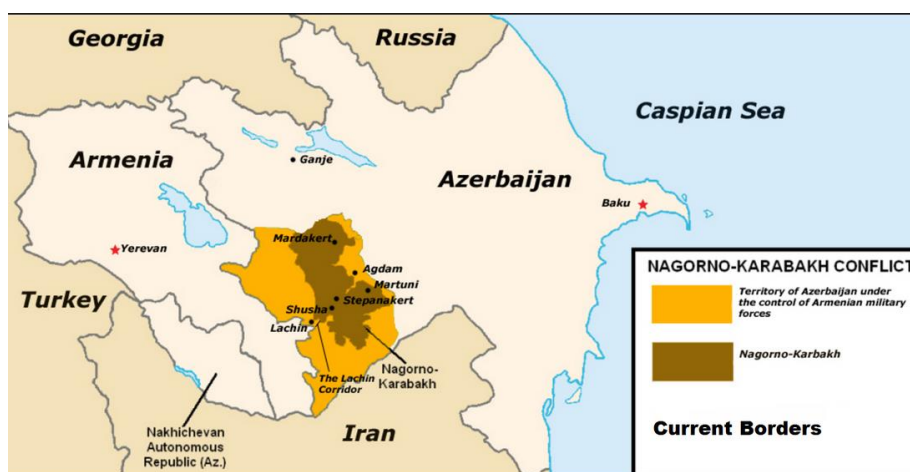 Georgia
Russia
Caspian Sea
Armenia
Ganje
Azerbaijan
Baku
Mardakert
Yerevan
Agdam
Martuni
Turkey
Stepanakert
Shusha
Lachin
The Lachin
Corridor
Nagorno-
Karabakh
Iran
Nakhichevan
Autonomous
Republic (Az.)
NAGORNO-KARABAKH CONFLICT
Territory of Azerbaijan under
the control of Armenian military
forces
Nagorno-Karbakh
Current Borders